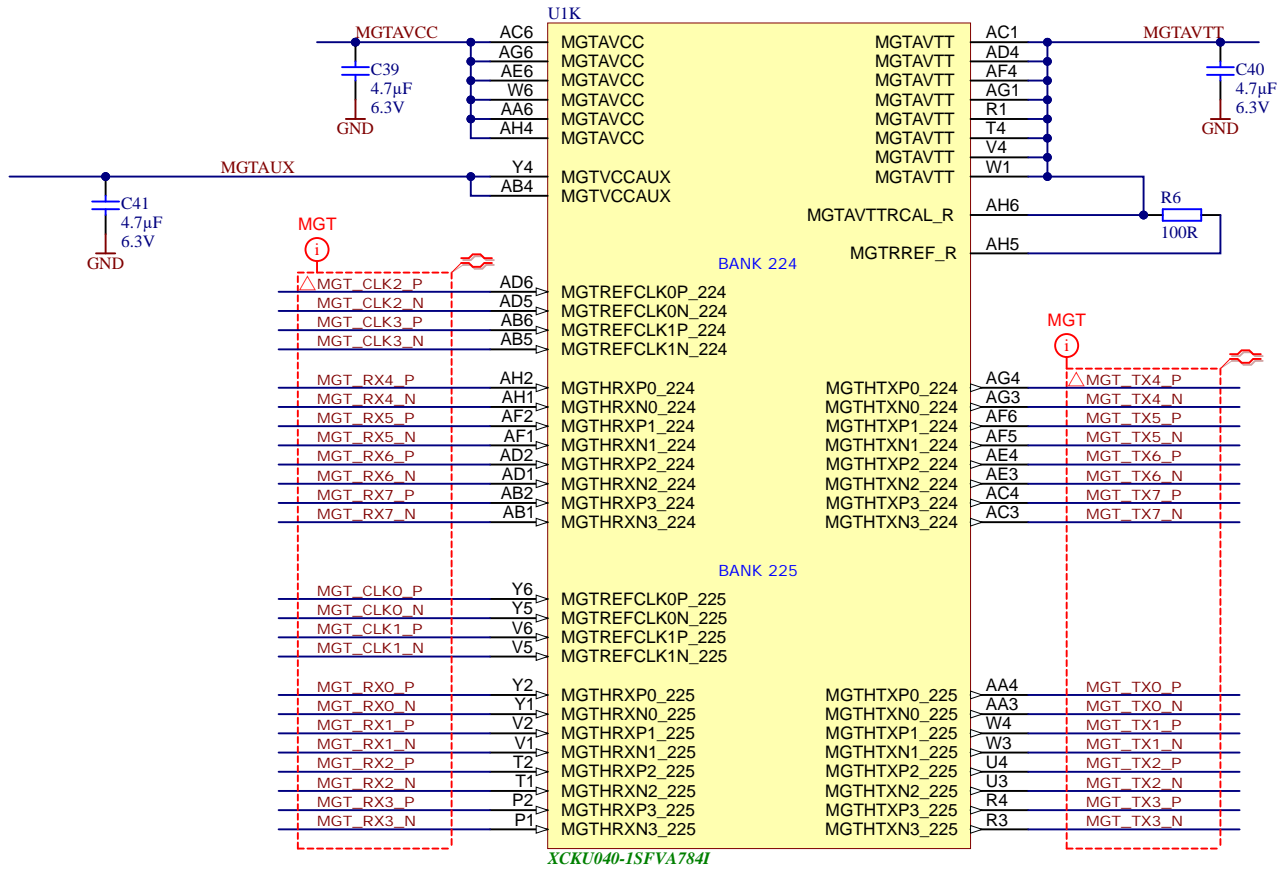 U1K
MGTAVCC AC6 MGTAVCC MGTAVTT AC1 MGTAVTT
AG6 MGTAVCC MGTAVTT AD4
C39 AE6 MGTAVCC MGTAVTT AF4 C40
4.7µF W6 MGTAVCC MGTAVTT AG1 4.7µF
6.3V AA6 MGTAVCC MGTAVTT R1 6.3V
GND AH4 MGTAVCC MGTAVTT T4 GND
MGTAVTT V4
MGTAUX Y4 MGTVCCAUX MGTAVTT W1
AB4 MGTVCCAUX
C41
4.7µF
6.3V
GND
MGTAVTTRCAL_R AH6 R6
100R
MGTRREF_R AH5
MGT
i
BANK 224
MGT_CLK2_P AD6 MGTREFCLK0P_224
MGT_CLK2_N AD5 MGTREFCLK0N_224
MGT_CLK3_P AB6 MGTREFCLK1P_224
MGT_CLK3_N AB5 MGTREFCLK1N_224
MGT
i
MGT_RX4_P AH2 MGTHRXP0_224 MGTHTXP0_224 AG4 MGT_TX4_P
MGT_RX4_N AH1 MGTHRXN0_224 MGTHTXN0_224 AG3 MGT_TX4_N
MGT_RX5_P AF2 MGTHRXP1_224 MGTHTXP1_224 AF6 MGT_TX5_P
MGT_RX5_N AF1 MGTHRXN1_224 MGTHTXN1_224 AF5 MGT_TX5_N
MGT_RX6_P AD2 MGTHRXP2_224 MGTHTXP2_224 AE4 MGT_TX6_P
MGT_RX6_N AD1 MGTHRXN2_224 MGTHTXN2_224 AE3 MGT_TX6_N
MGT_RX7_P AB2 MGTHRXP3_224 MGTHTXP3_224 AC4 MGT_TX7_P
MGT_RX7_N AB1 MGTHRXN3_224 MGTHTXN3_224 AC3 MGT_TX7_N
BANK 225
MGT_CLK0_P Y6 MGTREFCLK0P_225
MGT_CLK0_N Y5 MGTREFCLK0N_225
MGT_CLK1_P V6 MGTREFCLK1P_225
MGT_CLK1_N V5 MGTREFCLK1N_225
MGT_RX0_P Y2 MGTHRXP0_225 MGTHTXP0_225 AA4 MGT_TX0_P
MGT_RX0_N Y1 MGTHRXN0_225 MGTHTXN0_225 AA3 MGT_TX0_N
MGT_RX1_P V2 MGTHRXP1_225 MGTHTXP1_225 W4 MGT_TX1_P
MGT_RX1_N V1 MGTHRXN1_225 MGTHTXN1_225 W3 MGT_TX1_N
MGT_RX2_P T2 MGTHRXP2_225 MGTHTXP2_225 U4 MGT_TX2_P
MGT_RX2_N T1 MGTHRXN2_225 MGTHTXN2_225 U3 MGT_TX2_N
MGT_RX3_P P2 MGTHRXP3_225 MGTHTXP3_225 R4 MGT_TX3_P
MGT_RX3_N P1 MGTHRXN3_225 MGTHTXN3_225 R3 MGT_TX3_N
XCKU040-1SFVA784I